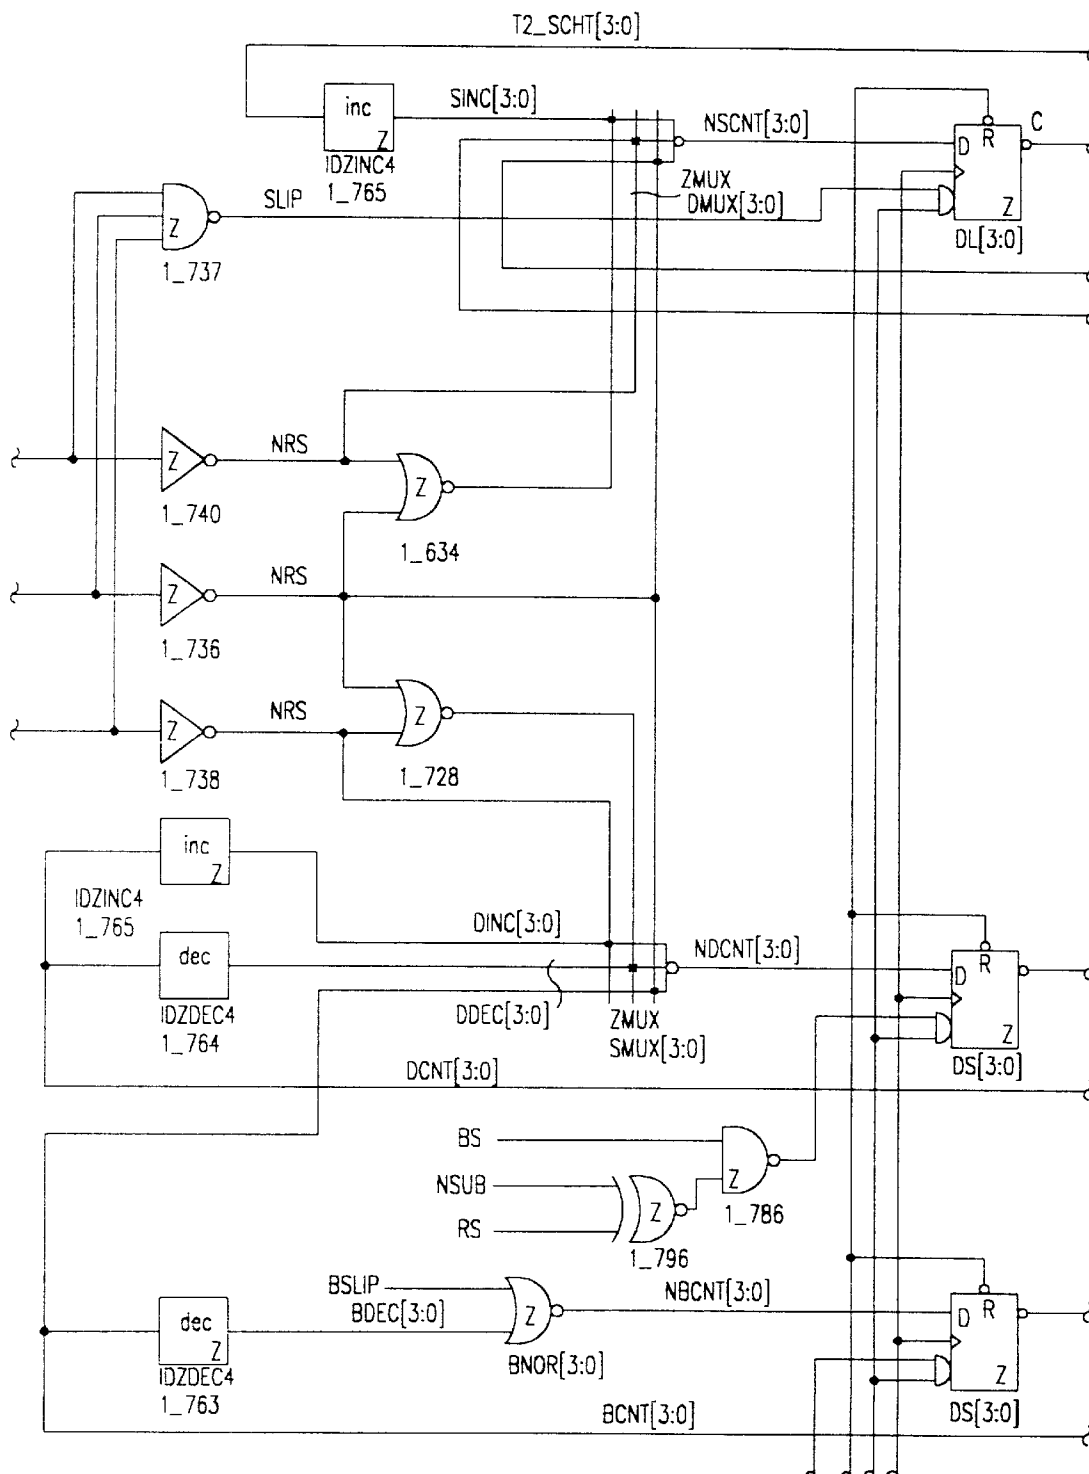 T2_SCHT[3:0]
inc
Z
IDZINC4
1_765
SINC[3:0]
NSCNT[3:0]
C
D
R
Z
DL[3:0]
ZMUX
DMUX[3:0]
SLIP
Z
1_737
NRS
Z
1_740
Z
1_634
NRS
Z
1_736
NRS
Z
1_738
Z
1_728
inc
Z
IDZINC4
1_765
DINC[3:0]
NDCNT[3:0]
dec
IDZDEC4
1_764
DDEC[3:0]
ZMUX
SMUX[3:0]
D
R
Z
DS[3:0]
DCNT[3:0]
BS
NSUB
RS
Z
1_786
Z
1_796
BSLIP
BDEC[3:0]
NBCNT[3:0]
dec
Z
IDZDEC4
1_763
Z
BNOR[3:0]
D
R
Z
DS[3:0]
BCNT[3:0]